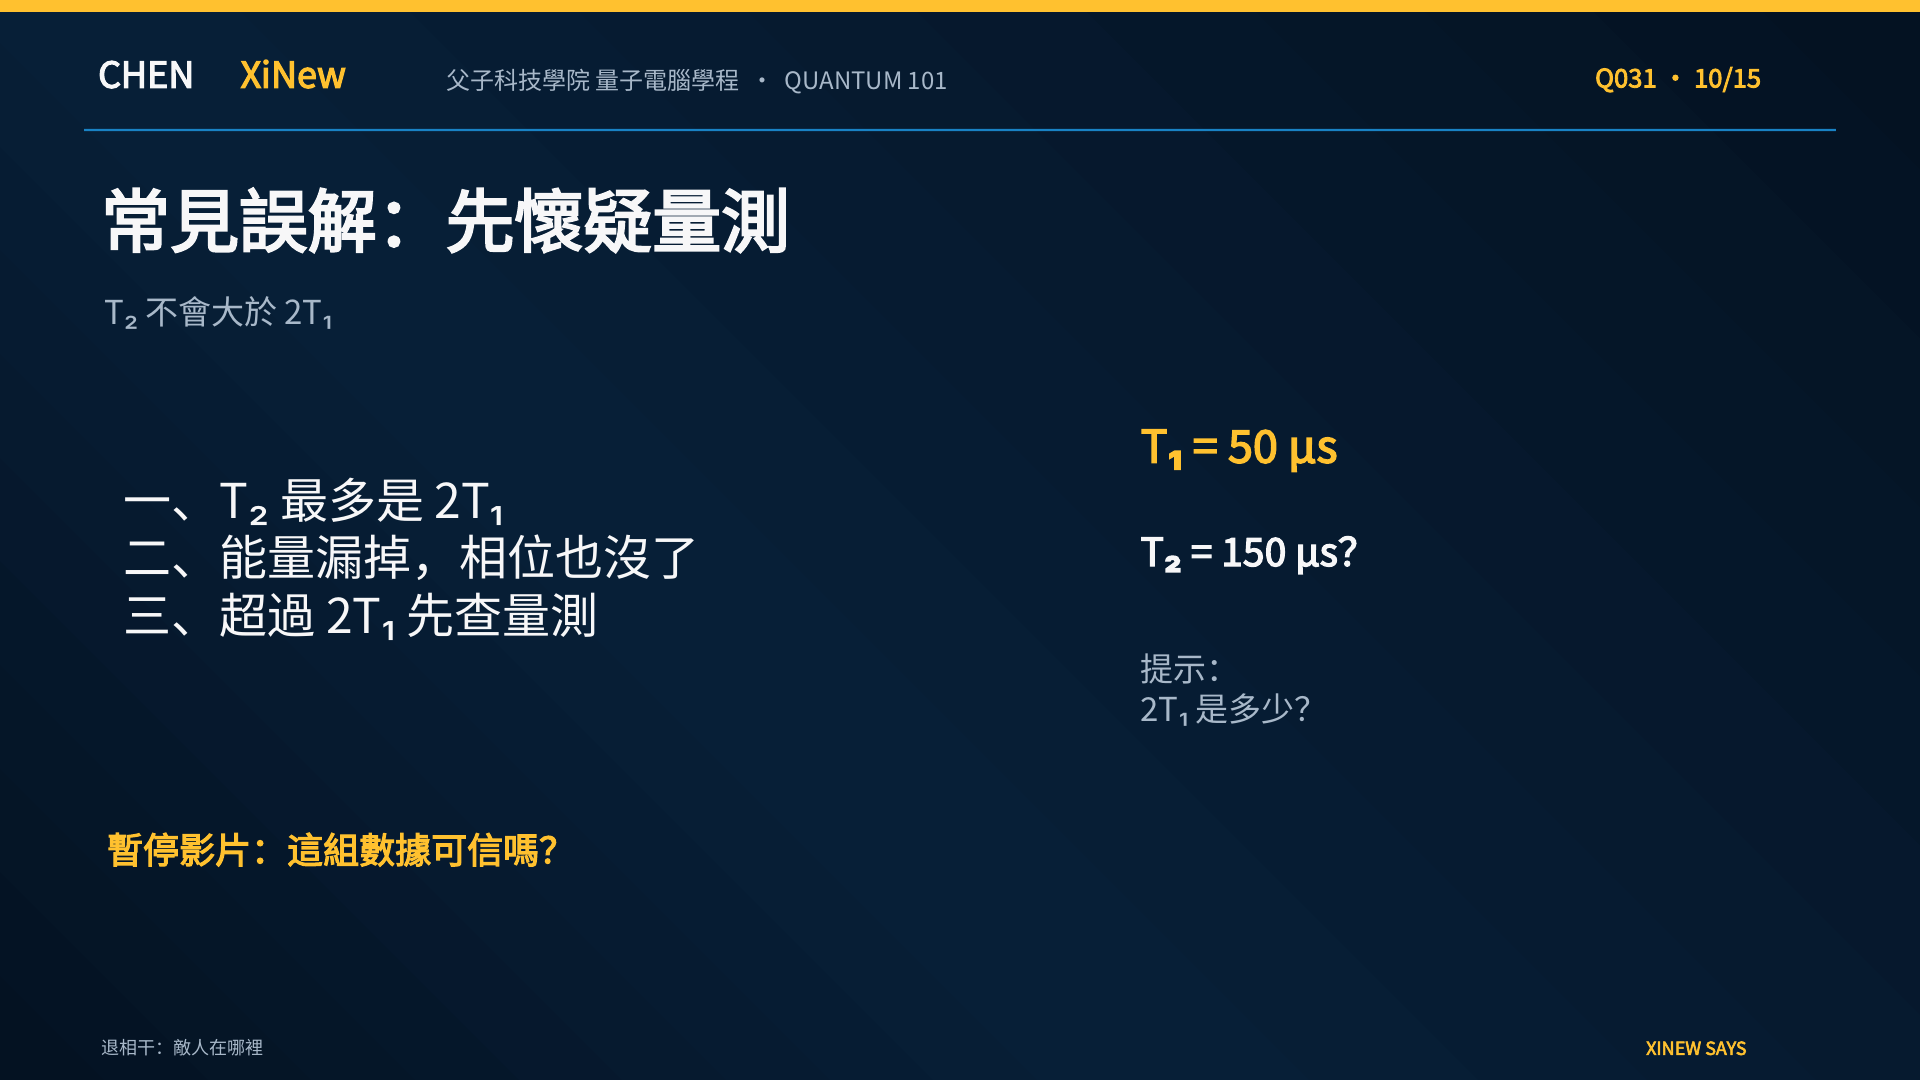 CHEN XiNew 父子科技學院 量子電腦學程 · QUANTUM 101 Q031 · 10/15
常見誤解：先懷疑量測
T₂ 不會大於 2T₁
一、T₂ 最多是 2T₁
二、能量漏掉，相位也沒了
三、超過 2T₁ 先查量測
T₁ = 50 μs
T₂ = 150 μs?
提示：
2T₁ 是多少？
暫停影片：這組數據可信嗎？
退相干：敵人在哪裡
XINEW SAYS